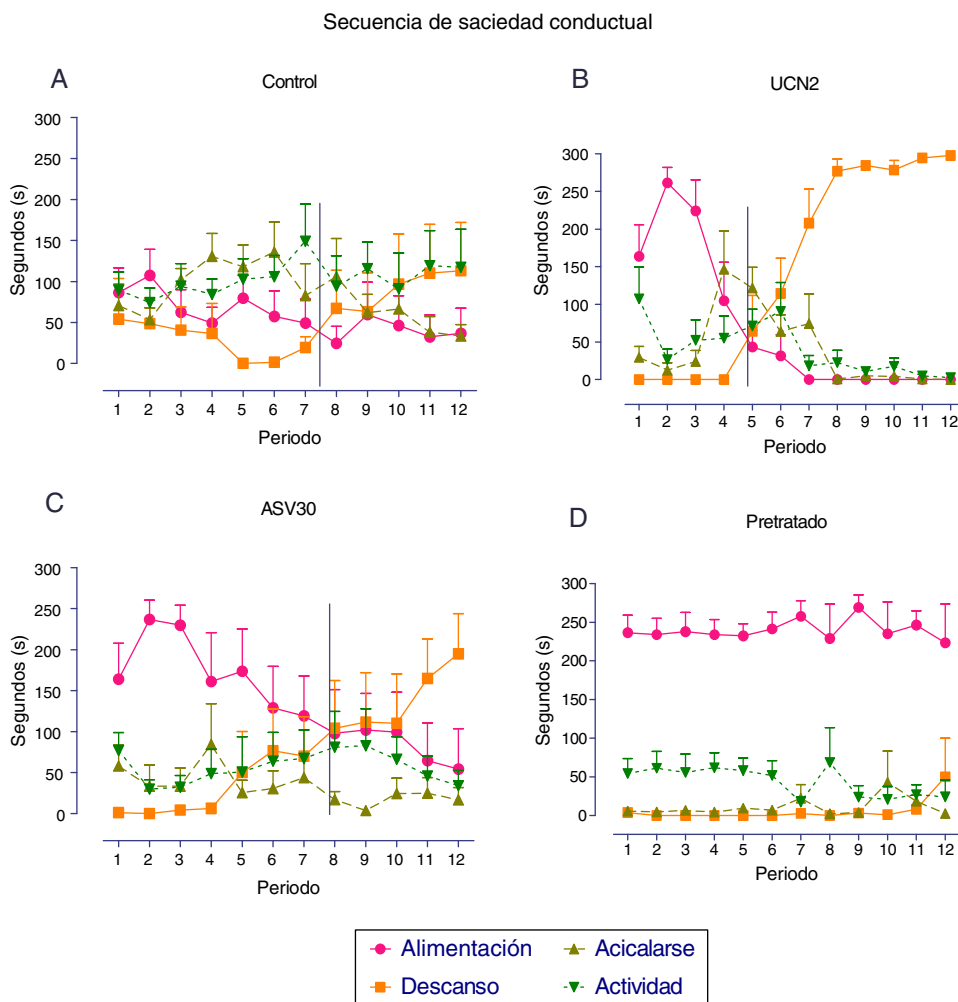 Secuencia de saciedad conductual
A
Control
Segundos (s)
300
250
200
150
100
50
0
1 2 3 4 5 6 7 8 9 10 11 12
Periodo
B
UCN2
Segundos (s)
300
250
200
150
100
50
0
1 2 3 4 5 6 7 8 9 10 11 12
Periodo
C
ASV30
Segundos (s)
300
250
200
150
100
50
0
1 2 3 4 5 6 7 8 9 10 11 12
Periodo
D
Pretratado
Segundos (s)
300
250
200
150
100
50
0
1 2 3 4 5 6 7 8 9 10 11 12
Periodo
Alimentación
Acicalarse
Descanso
Actividad